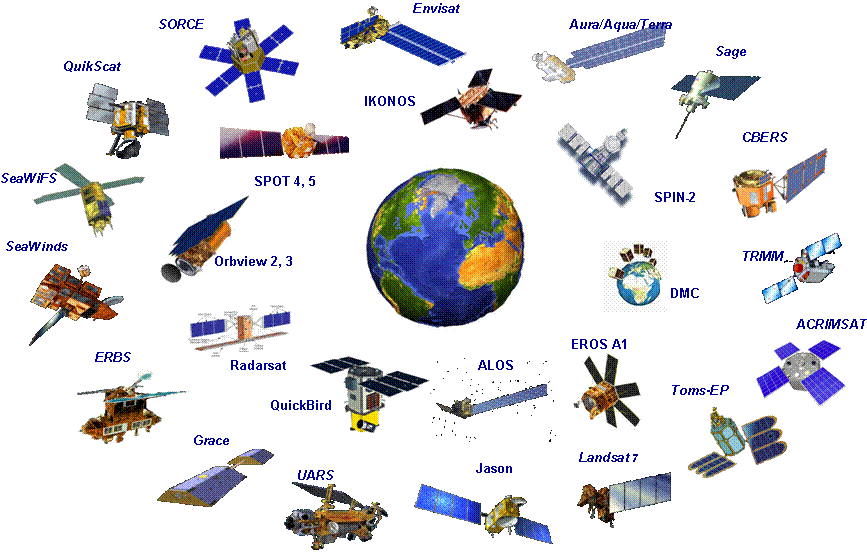 Envisat
SORCE
Aura/Aqua/Terra
Sage
QuikScat
IKONOS
CBERS
SeaWiFS
SPOT 4, 5
SPIN-2
SeaWinds
Orbview 2, 3
TRMM
DMC
ACRIMSAT
ERBS
Radarsat
ALOS
EROS A1
QuickBird
Toms-EP
Grace
UARS
Jason
Landsat 7